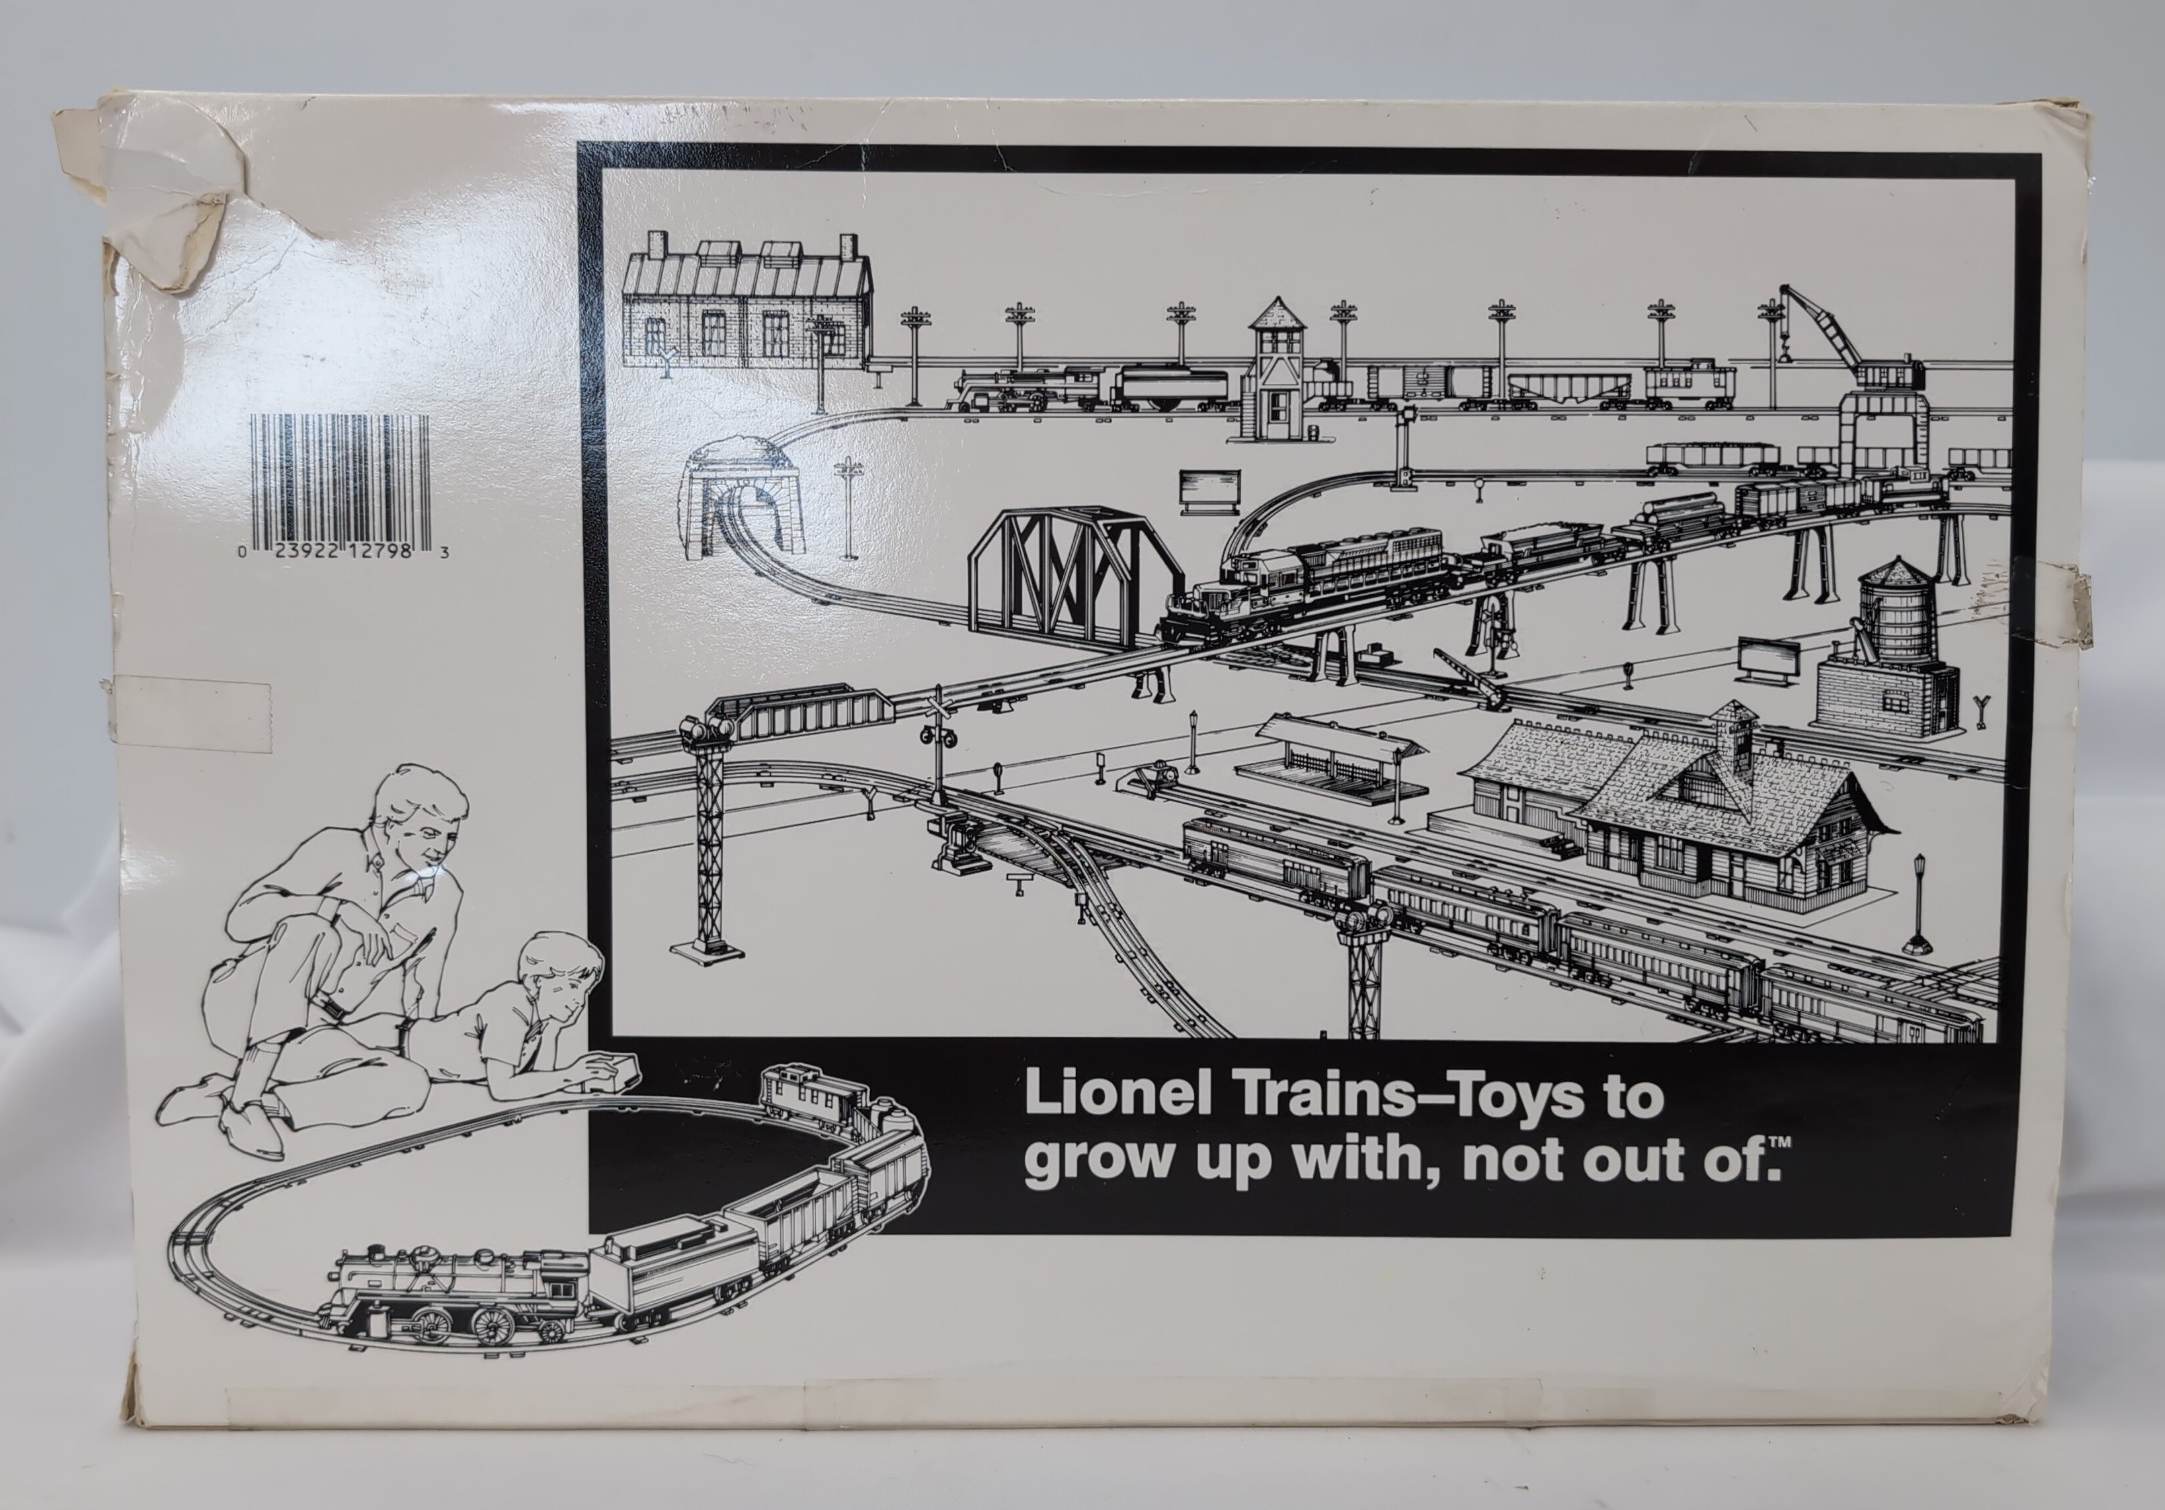 0 23922 12798 3
Lionel Trains–Toys to
grow up with, not out of.™